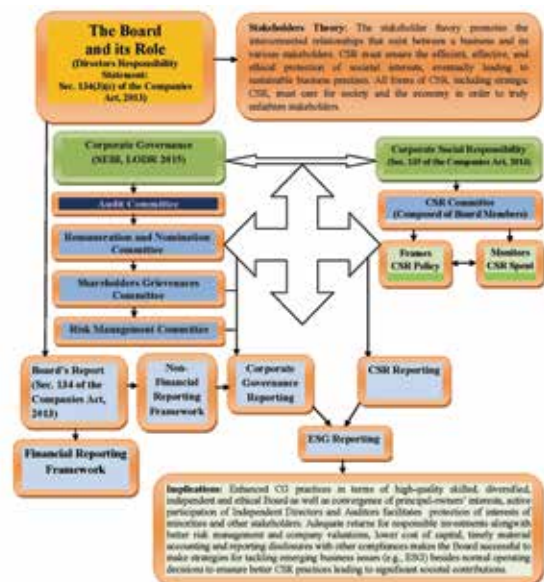 The Board
and its Role
(Directors Responsibility
Statement:
Sec. 134(3)(c) of the Companies
Act, 2013)
Stakeholders Theory: The stakeholder theory promotes the
interconnected relationships that exist between a business and its
various stakeholders. CSR must ensure the efficient, effective, and
ethical protection of societal interests, eventually leading to
sustainable business practices. All forms of CSR, including strategic
CSR, must care for society and the economy in order to truly
stakeholders.
Corporate Governance
(SEBI, LODR 2015)
Corporate Social Responsibility
(Sec. 135 of the Companies Act, 2013)
Audit Committee
CSR Committee
(Composed of Board Members)
Remuneration and Nomination
Committee
Frames
CSR Policy
Monitors
CSR Spend
Shareholders Grievances
Committee
Risk Management Committee
Board's Report
(Sec. 134 of the
Companies Act,
2013)
Non-
Financial
Reporting
Framework
Corporate
Governance
Reporting
CSR Reporting
Financial Reporting
Framework
ESG Reporting
Implications: Enhanced CG practices in terms of high-quality skilled, diversified,
independent and ethical Board as well as convergence of principal-owners' interests, active
participation of Independent Directors and Auditors facilitates protection of interests of
minorities and other stakeholders. Adequate returns for responsible investments alongwith
better risk management and company valuations, lower cost of capital, timely material
accounting and reporting disclosures with other compliances makes the Board successful to
make strategies for tackling emerging business issues (e.g., ESG) besides normal operating
decisions to ensure better CSR practices leading to significant societal contributions.